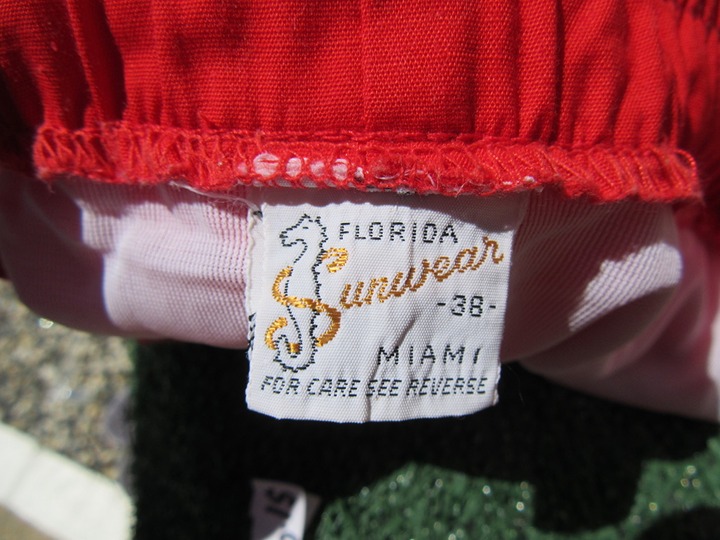 FLORIDA
Sunwear
-38-
MIAMI
FOR CARE SEE REVERSE